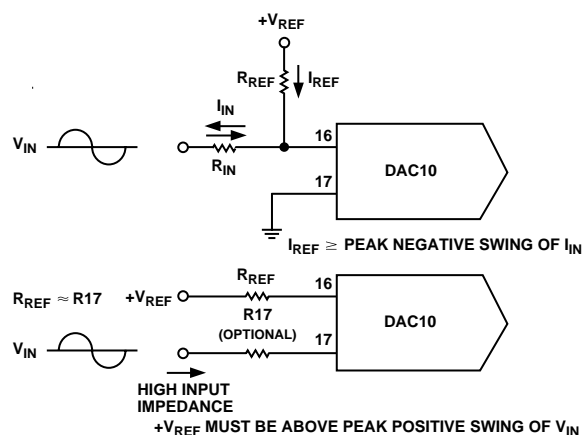 +VREF
RREF
IREF
IIN
VIN
RIN
16
17
DAC10
IREF ≥ PEAK NEGATIVE SWING OF IIN
RREF ≈ R17
+VREF
RREF
16
R17
(OPTIONAL)
17
DAC10
VIN
HIGH INPUT
IMPEDANCE
+VREF MUST BE ABOVE PEAK POSITIVE SWING OF VIN